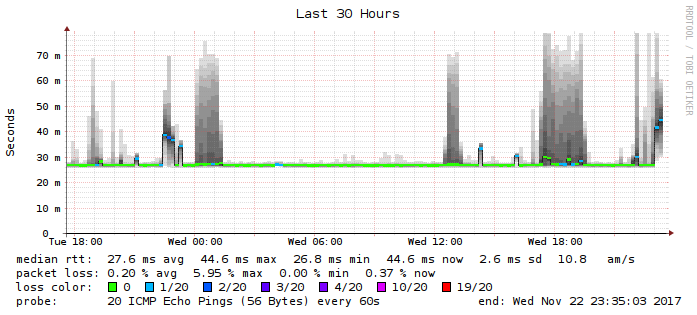 Last 30 Hours
RRDTOOL / TOBI OETIKER
Seconds
70 m
60 m
50 m
40 m
30 m
20 m
10 m
0
Tue 18:00 Wed 00:00 Wed 06:00 Wed 12:00 Wed 18:00
median rtt: 27.6 ms avg 44.6 ms max 26.8 ms min 44.6 ms now 2.6 ms sd 10.8 am/s
packet loss: 0.20 % avg 5.95 % max 0.00 % min 0.37 % now
loss color: 0 1/20 2/20 3/20 4/20 10/20 19/20
probe: 20 ICMP Echo Pings (56 Bytes) every 60s end: Wed Nov 22 23:35:03 2017